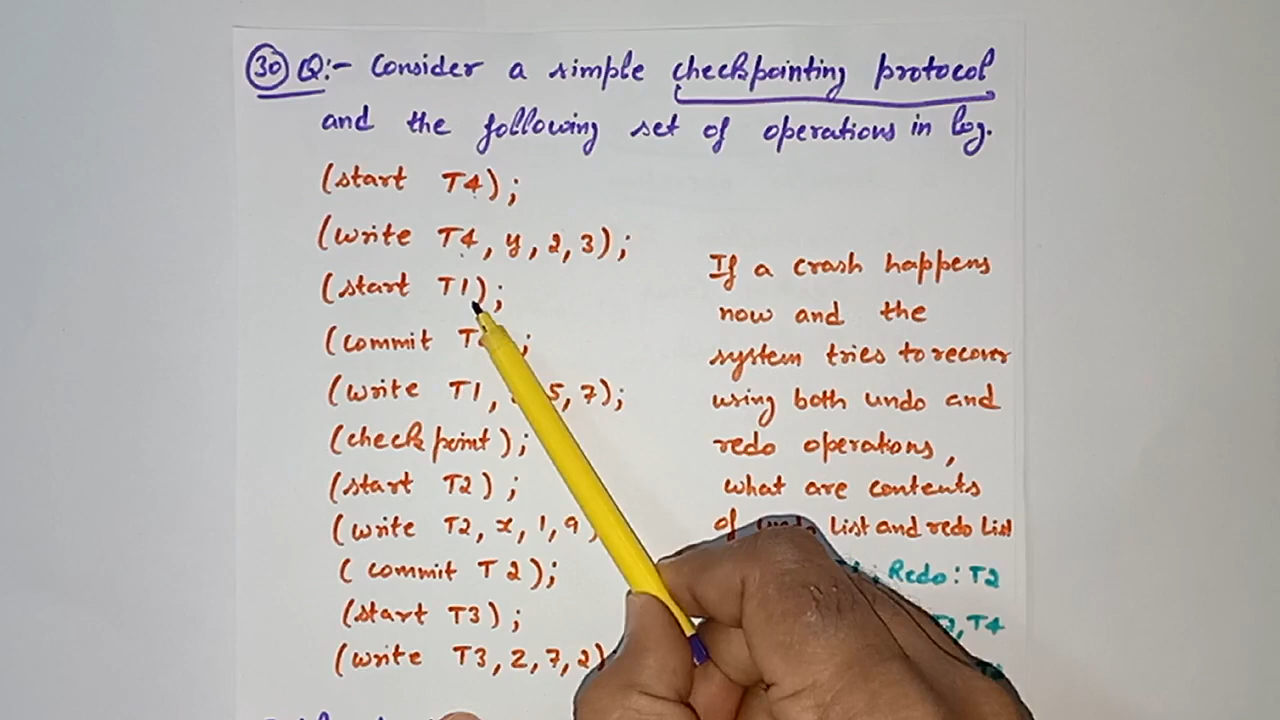 30 Q:- Consider a simple checkpointing protocol
and the following set of operations in log.
(start T4);
(write T4, y, 2, 3);
(start T1);
(commit
(write T1, 5, 7);
(checkpoint);
(start T2);
(write T2, x, 1, 9
(commit T2);
(start T3);
(write T3, z, 7, 2)
If a crash happens
now and the
system tries to recover
using both undo and
redo operations,
what are contents
of undo list and redo list
Redo: T2
T4